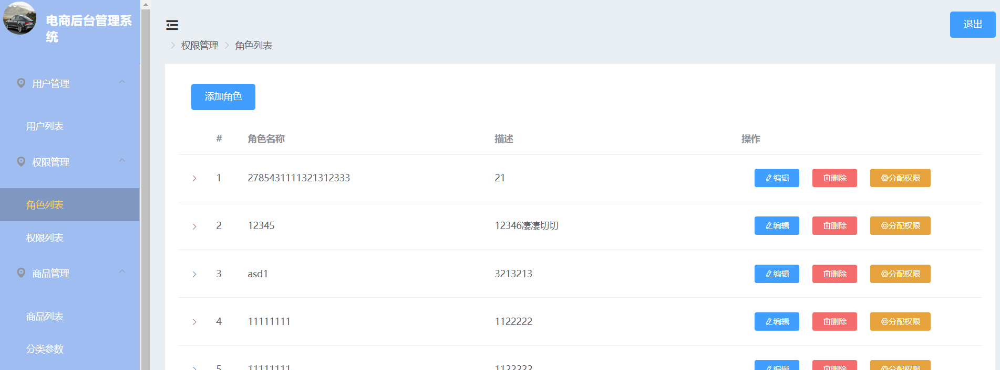 电商后台管理系
统
用户管理
用户列表
权限管理
角色列表
权限列表
商品管理
商品列表
分类参数
退出
权限管理 角色列表
添加角色
# 角色名称 描述 操作
1 2785431111321312333 21 编辑 删除 分配权限
2 12345 12346凄凄切切 编辑 删除 分配权限
3 asd1 3213213 编辑 删除 分配权限
4 11111111 1122222 编辑 删除 分配权限
5 11111111 1122222 编辑 删除 分配权限